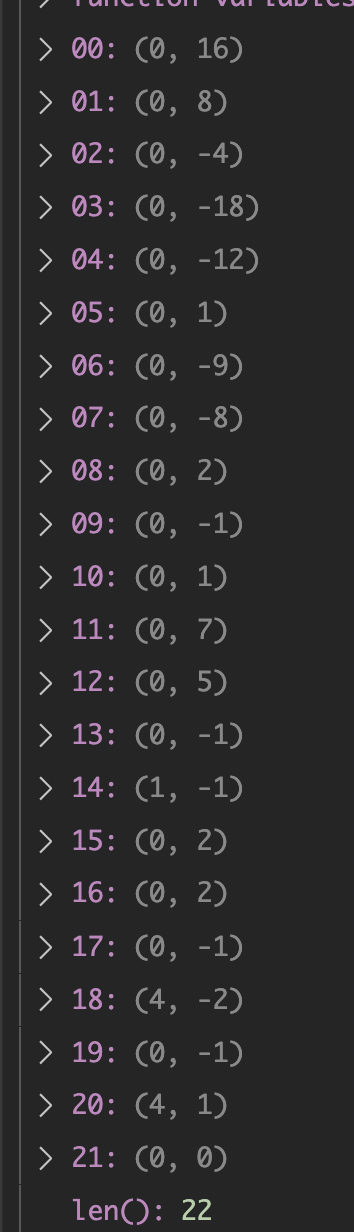 > function variables
> 00: (0, 16)
> 01: (0, 8)
> 02: (0, -4)
> 03: (0, -18)
> 04: (0, -12)
> 05: (0, 1)
> 06: (0, -9)
> 07: (0, -8)
> 08: (0, 2)
> 09: (0, -1)
> 10: (0, 1)
> 11: (0, 7)
> 12: (0, 5)
> 13: (0, -1)
> 14: (1, -1)
> 15: (0, 2)
> 16: (0, 2)
> 17: (0, -1)
> 18: (4, -2)
> 19: (0, -1)
> 20: (4, 1)
> 21: (0, 0)
len(): 22